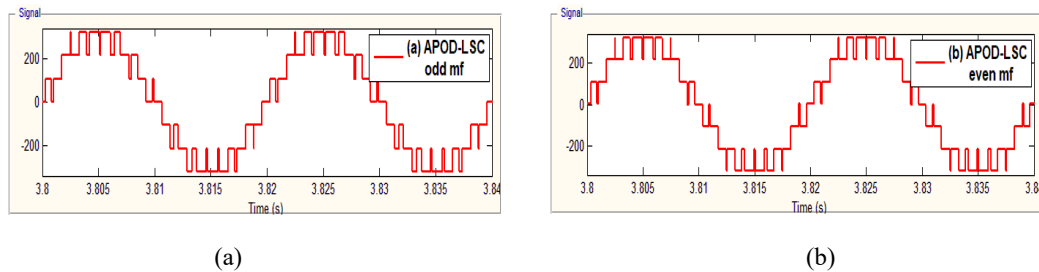 Signal
(a) APOD-LSC
odd mf
200
0
-200
3.8 3.805 3.81 3.815 3.82 3.825 3.83 3.835 3.84
Time (s)
(a)
Signal
(b) APOD-LSC
even mf
200
0
-200
3.8 3.805 3.81 3.815 3.82 3.825 3.83 3.835 3.84
Time (s)
(b)